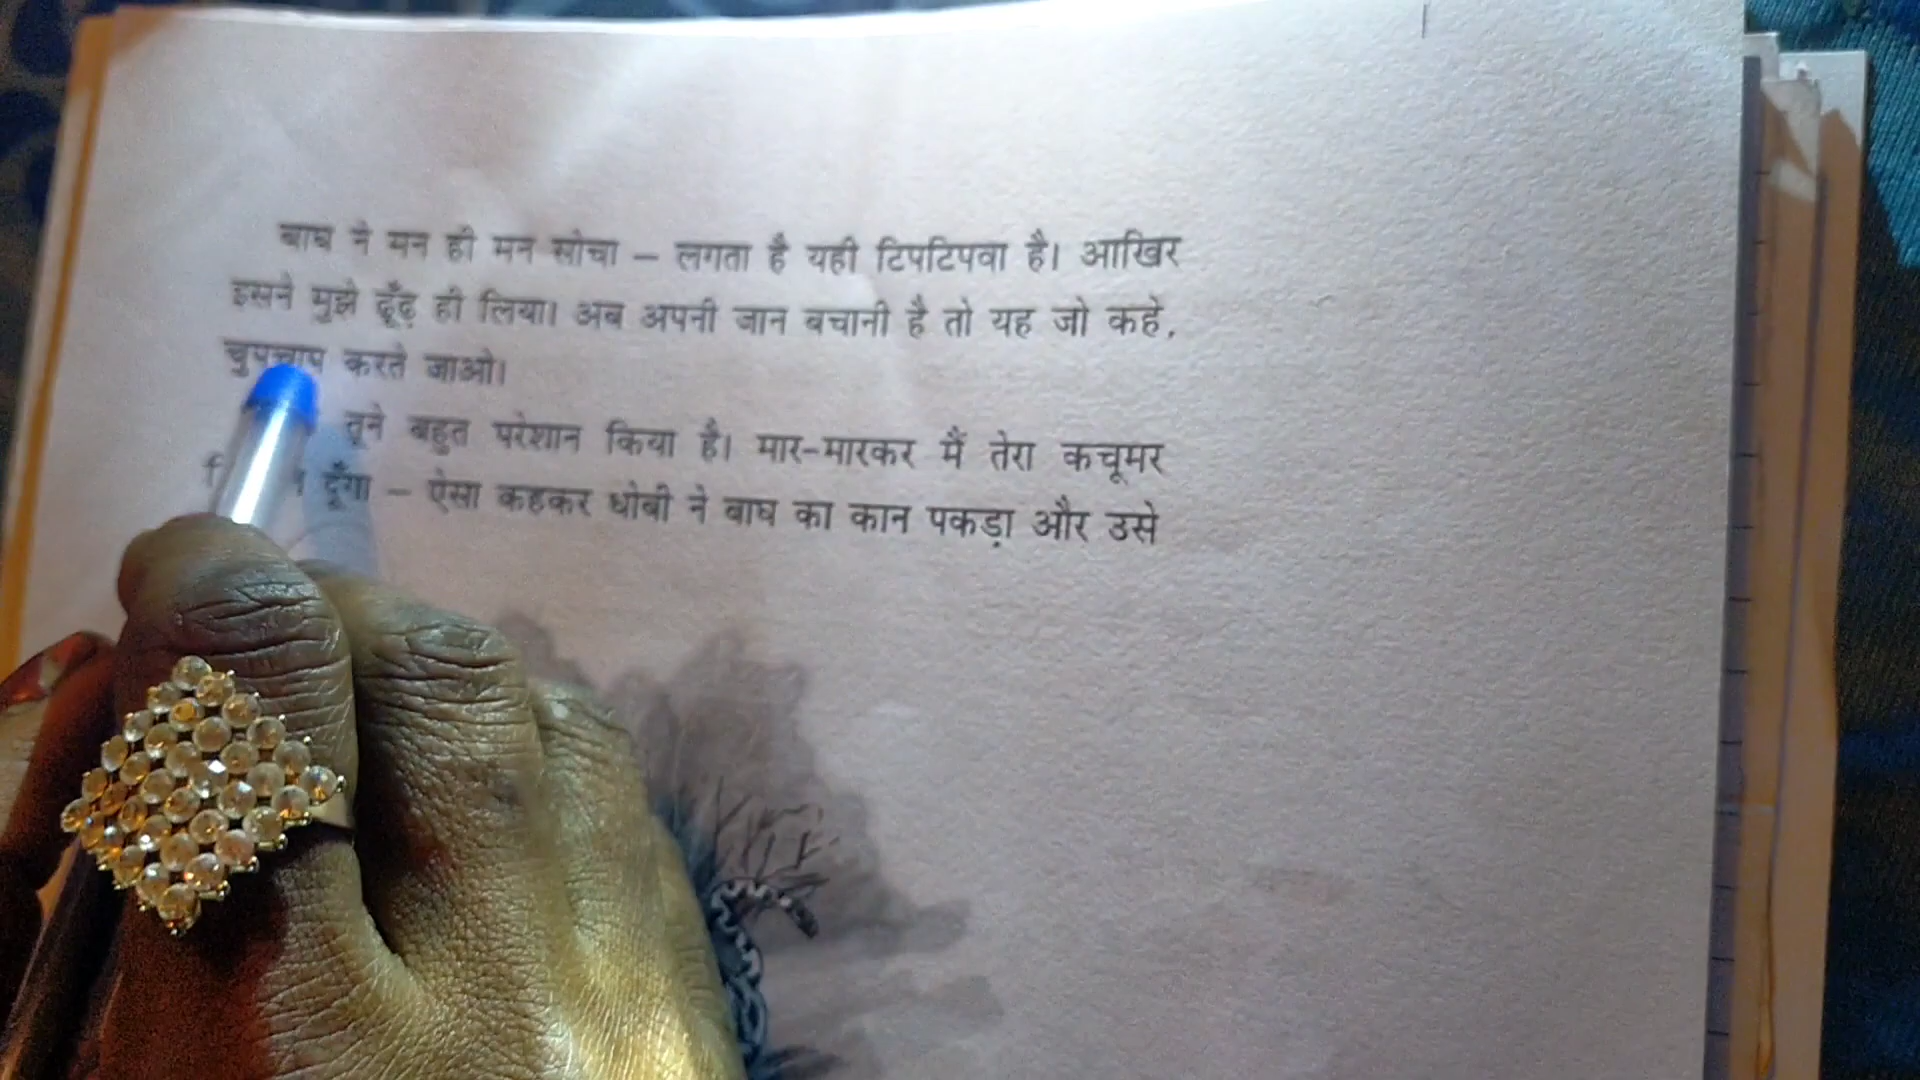 बाघ ने मन ही मन सोचा – लगता है यही टिपटिपवा है। आखिर
इसने मुझे ढूँढ़ ही लिया। अब अपनी जान बचानी है तो यह जो कहे,
चुपचाप करते जाओ।
तूने बहुत परेशान किया है। मार-मारकर मैं तेरा कचूमर
दूँगा – ऐसा कहकर धोबी ने बाघ का कान पकड़ा और उसे